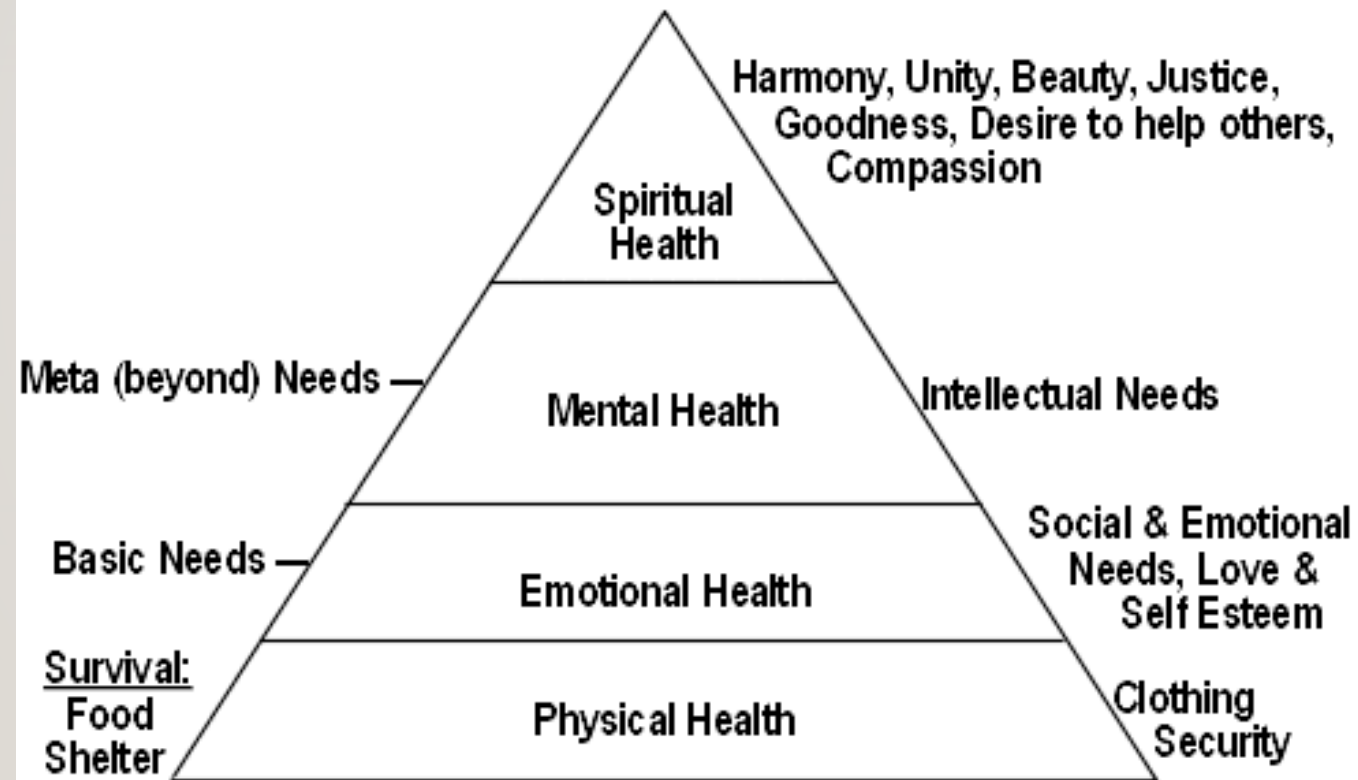 Harmony, Unity, Beauty, Justice,
Goodness, Desire to help others,
Compassion
Spiritual
Health
Meta (beyond) Needs
Mental Health
Intellectual Needs
Basic Needs
Emotional Health
Social & Emotional
Needs, Love &
Self Esteem
Survival:
Food
Shelter
Physical Health
Clothing
Security